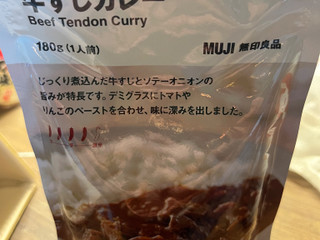 牛すじカレー
Beef Tendon Curry
180g(1人前)
MUJI 無印良品
じっくり煮込んだ牛すじとソテーオニオンの
旨みが特長です。デミグラスにトマトや
りんごのペーストを合わせ、味に深みを出しました。